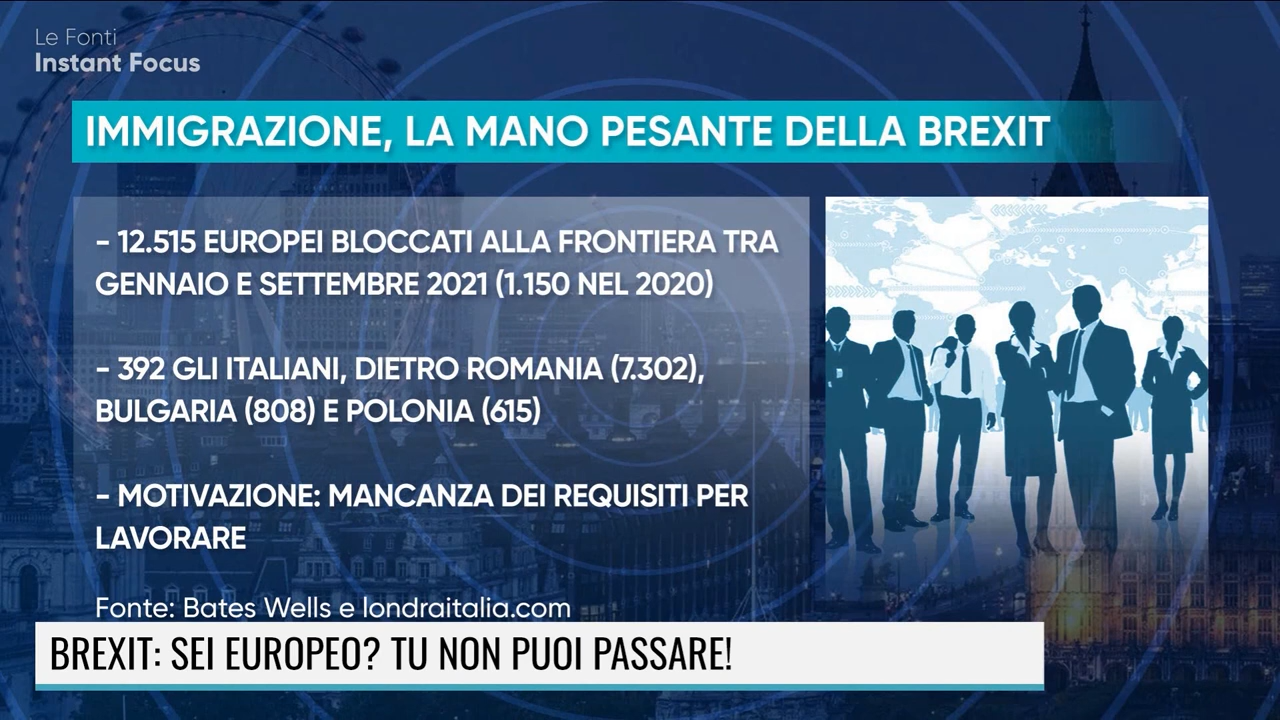 Le Fonti
Instant Focus
IMMIGRAZIONE, LA MANO PESANTE DELLA BREXIT
- 12.515 EUROPEI BLOCCATI ALLA FRONTIERA TRA
GENNAIO E SETTEMBRE 2021 (1.150 NEL 2020)
- 392 GLI ITALIANI, DIETRO ROMANIA (7.302),
BULGARIA (808) E POLONIA (615)
- MOTIVAZIONE: MANCANZA DEI REQUISITI PER
LAVORARE
Fonte: Bates Wells e londraitalia.com
BREXIT: SEI EUROPEO? TU NON PUOI PASSARE!